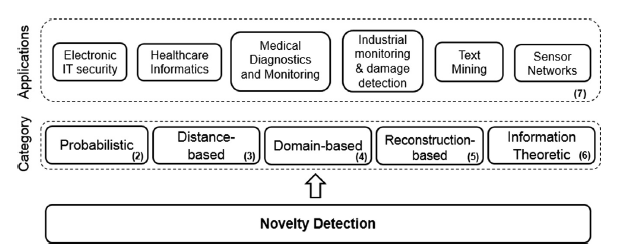 Applications
Electronic
IT security
Healthcare
Informatics
Medical
Diagnostics
and Monitoring
Industrial
monitoring
& damage
detection
Text
Mining
Sensor
Networks
(7)
Category
Probabilistic
(2)
Distance-
based
(3)
Domain-based
(4)
Reconstruction-
based
(5)
Information
Theoretic
(6)
Novelty Detection